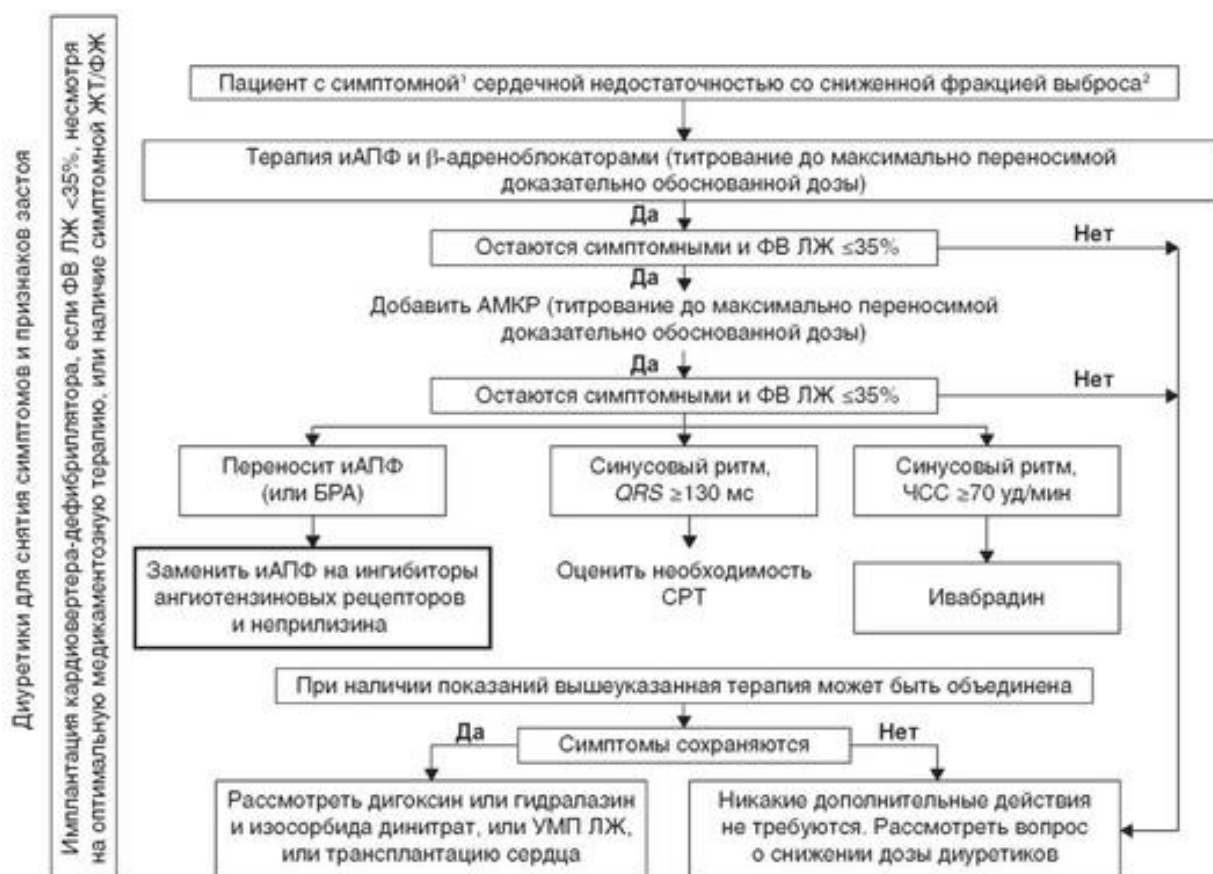 Диуретики для снятия симптомов и признаков застоя
Имплантация кардиовертера-дефибриллятора, если ФВ ЛЖ <35%, несмотря
на оптимальную медикаментозную терапию, или наличие симптомной ЖТ/ФЖ
Пациент с симптомной¹ сердечной недостаточностью со сниженной фракцией выброса²
Терапия иАПФ и β-адреноблокаторами (титрование до максимально переносимой
доказательно обоснованной дозы)
Да
Остаются симптомными и ФВ ЛЖ ≤35%
Нет
Да
Добавить АМКР (титрование до максимально переносимой
доказательно обоснованной дозы)
Да
Остаются симптомными и ФВ ЛЖ ≤35%
Нет
Переносит иАПФ
(или БРА)
Синусовый ритм,
QRS ≥130 мс
Синусовый ритм,
ЧСС ≥70 уд/мин
Заменить иАПФ на ингибиторы
ангиотензиновых рецепторов
и неприлизина
Оценить необходимость
СРТ
Ивабрадин
При наличии показаний вышеуказанная терапия может быть объединена
Да
Симптомы сохраняются
Нет
Рассмотреть дигоксин или гидралазин
и изосорбида динитрат, или УМП ЛЖ,
или трансплантацию сердца
Никакие дополнительные действия
не требуются. Рассмотреть вопрос
о снижении дозы диуретиков